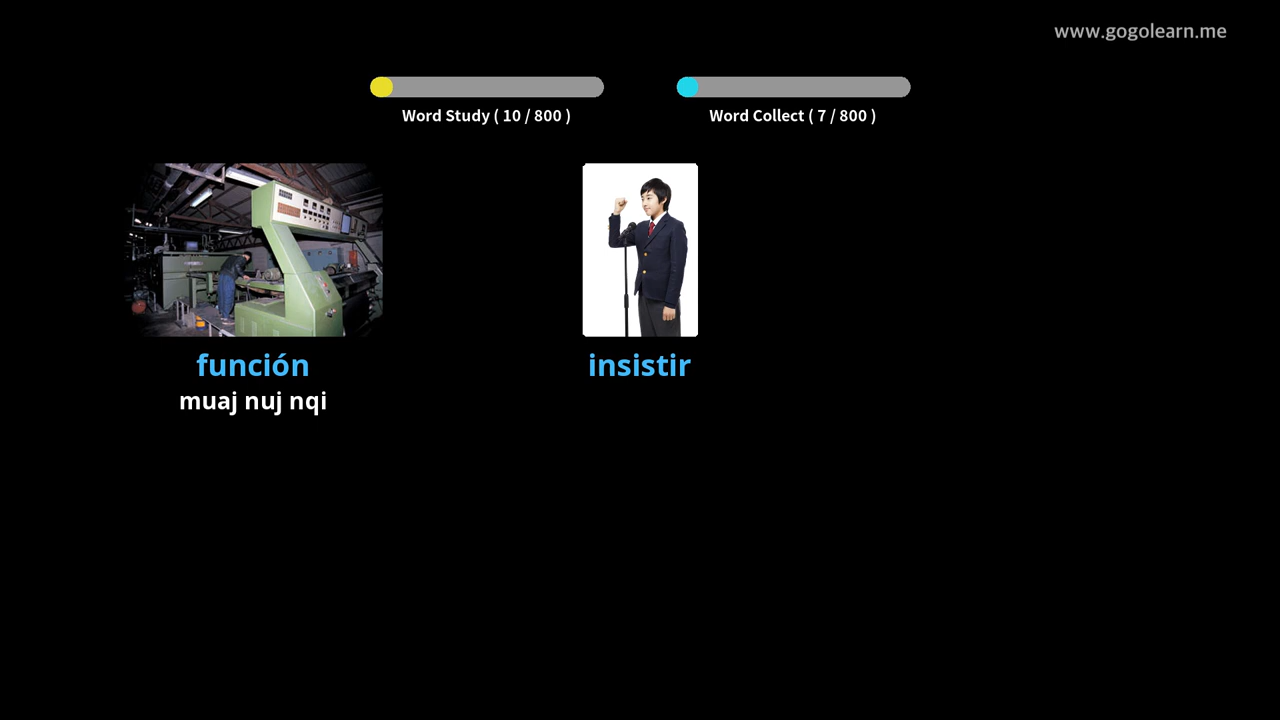 www.gogolearn.me
Word Study ( 10 / 800 )
Word Collect ( 7 / 800 )
función
muaj nuj nqi
insistir